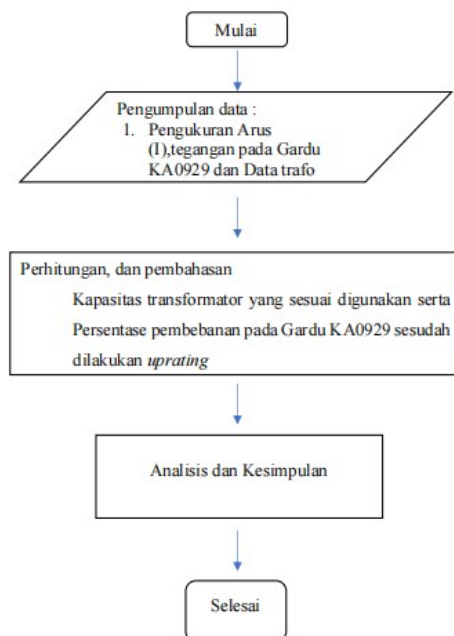 Mulai
Pengumpulan data :
1. Pengukuran Arus
(I),tegangan pada Gardu
KA0929 dan Data trafo
Perhitungan, dan pembahasan
Kapasitas transformator yang sesuai digunakan serta
Persentase pembebanan pada Gardu KA0929 sesudah
dilakukan uprating
Analisis dan Kesimpulan
Selesai